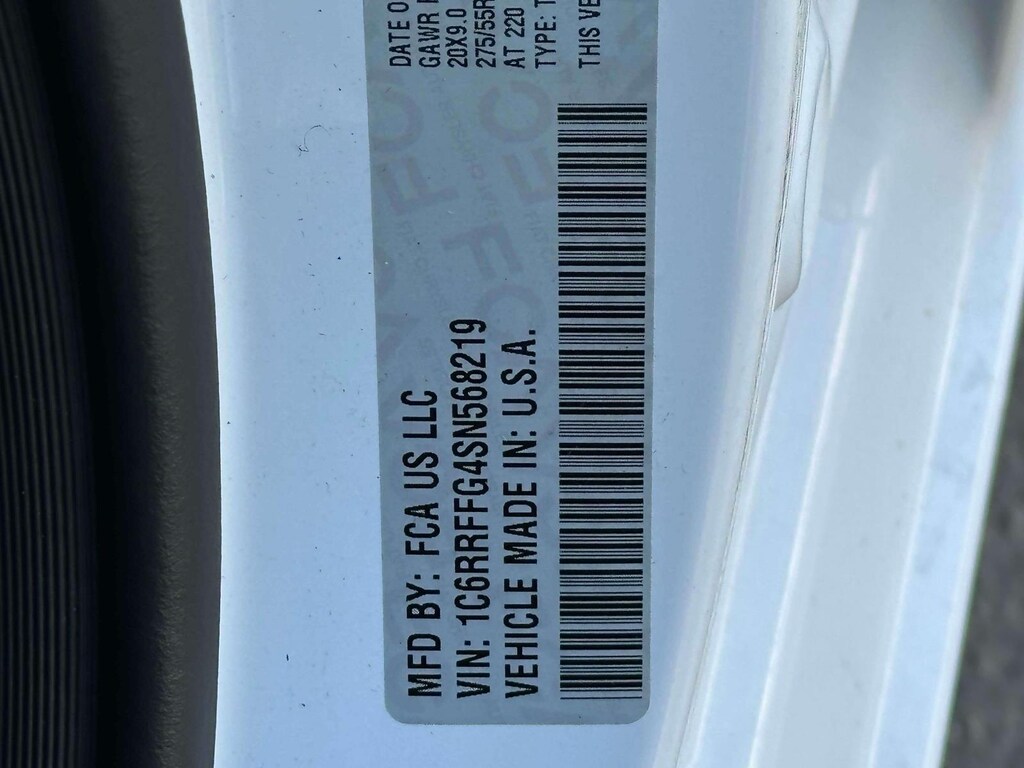 MFD BY: FCA US LLC
VIN: 1C6RRFFG4SN568219
VEHICLE MADE IN: U.S.A.
DATE O
GAWR
20X9.0
275/55R
AT 220
TYPE: T
THIS VE